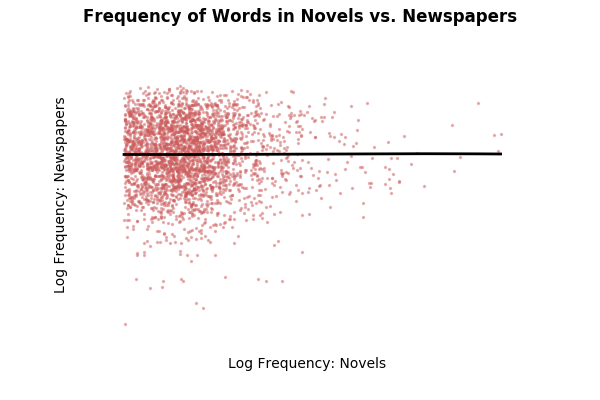 Frequency of Words in Novels vs. Newspapers
Log Frequency: Newspapers
Log Frequency: Novels